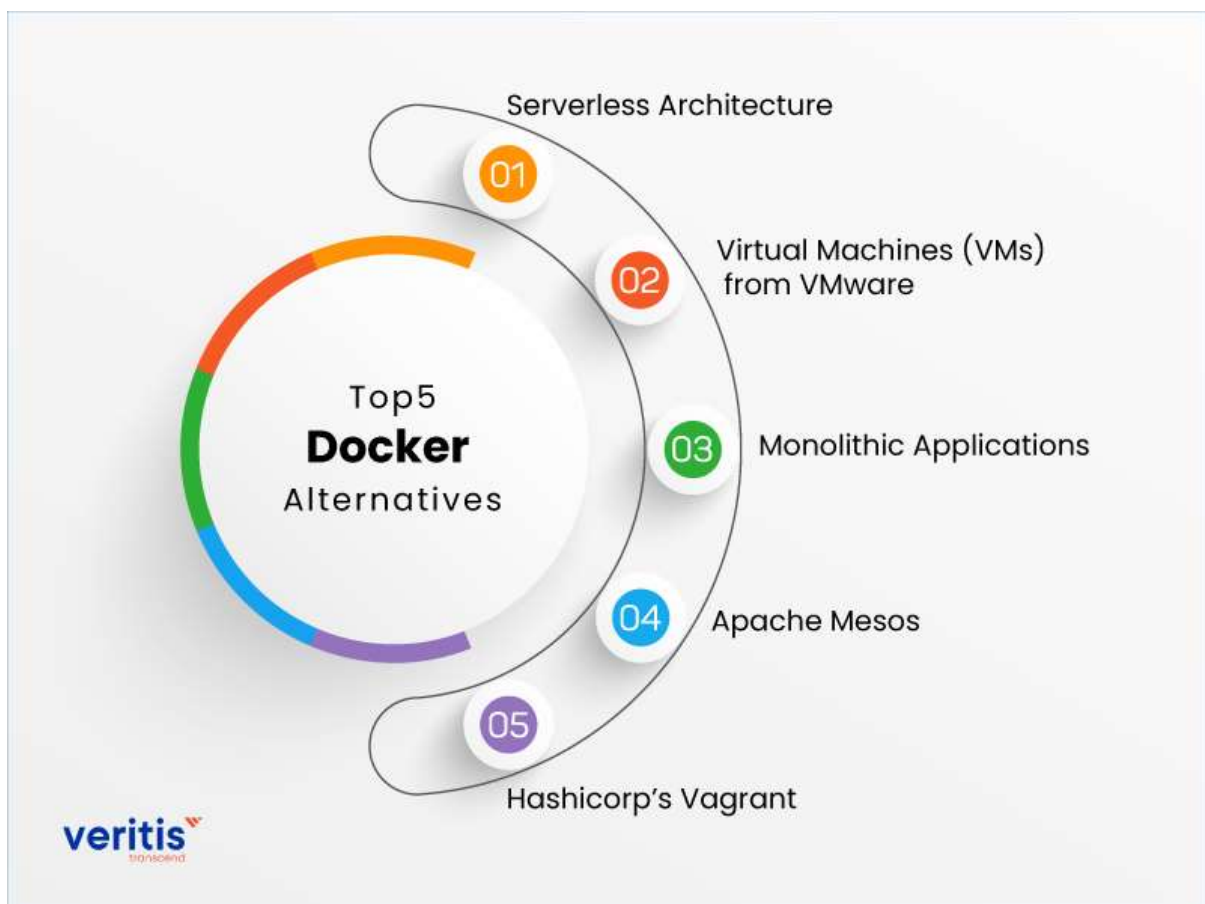 Serverless Architecture
01
Virtual Machines (VMs)
from VMware
02
Top5
Docker
Alternatives
03
Monolithic Applications
04
Apache Mesos
05
Hashicorp’s Vagrant
veritis
transcend